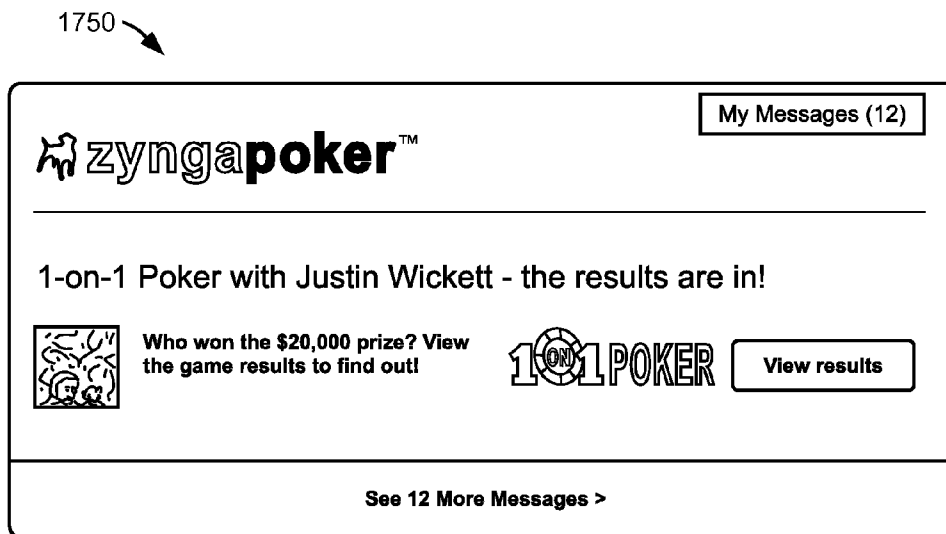 1750
My Messages (12)
zyngapoker™
1-on-1 Poker with Justin Wickett - the results are in!
Who won the $20,000 prize? View
the game results to find out!
1 ON 1 POKER
View results
See 12 More Messages >